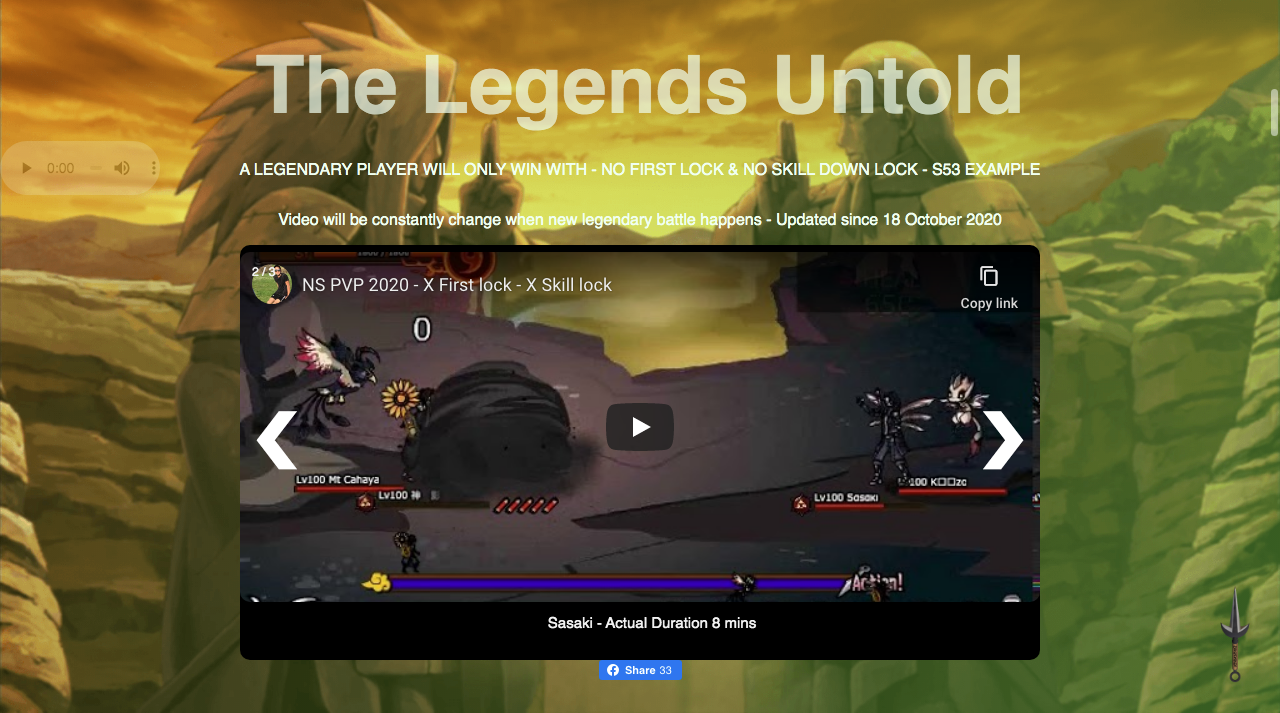 The Legends Untold
0:00
A LEGENDARY PLAYER WILL ONLY WIN WITH - NO FIRST LOCK & NO SKILL DOWN LOCK - S53 EXAMPLE
Video will be constantly change when new legendary battle happens - Updated since 18 October 2020
2 / 3
NS PVP 2020 - X First lock - X Skill lock
Copy link
0
Lv100 Mt Cahaya
Lv100 神
Lv100 Sasaki
Action!
Sasaki - Actual Duration 8 mins
Share 33